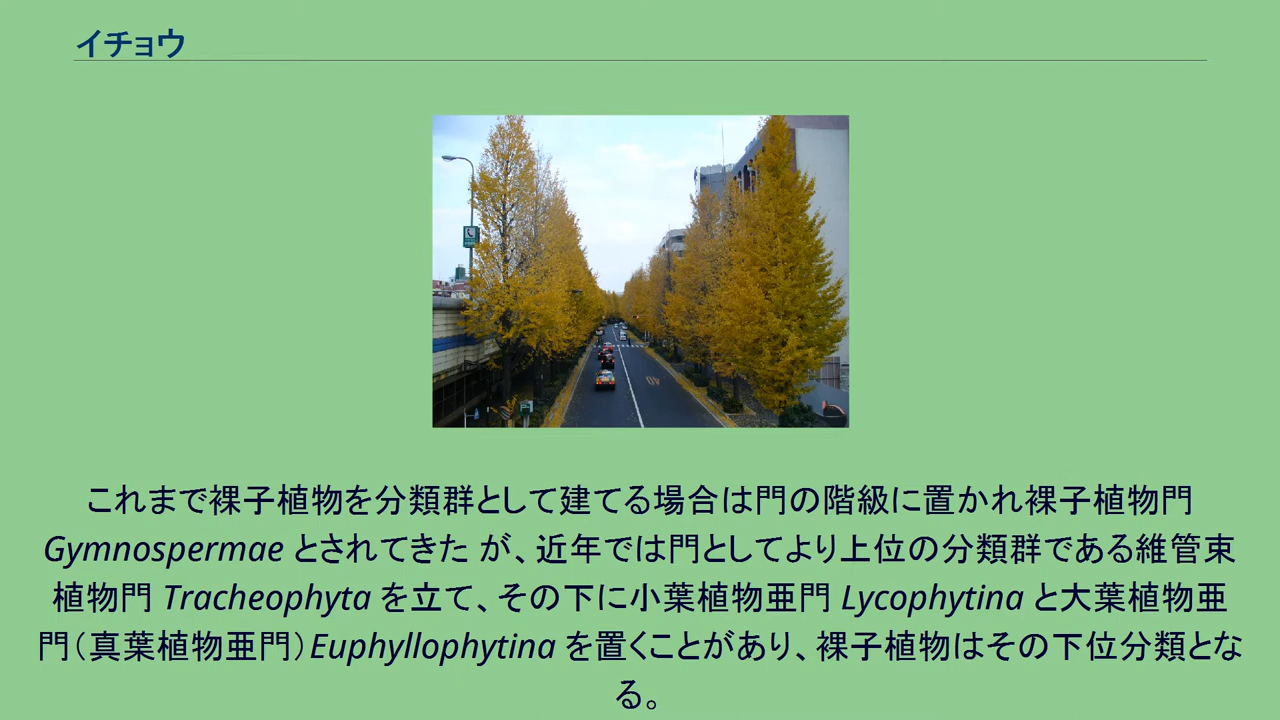 イチョウ
これまで裸子植物を分類群として建てる場合は門の階級に置かれ裸子植物門
Gymnospermae とされてきた が、近年では門としてより上位の分類群である維管束
植物門 Tracheophyta を立て、その下に小葉植物亜門 Lycophytina と大葉植物亜
門（真葉植物亜門）Euphyllophytina を置くことがあり、裸子植物はその下位分類とな
る。